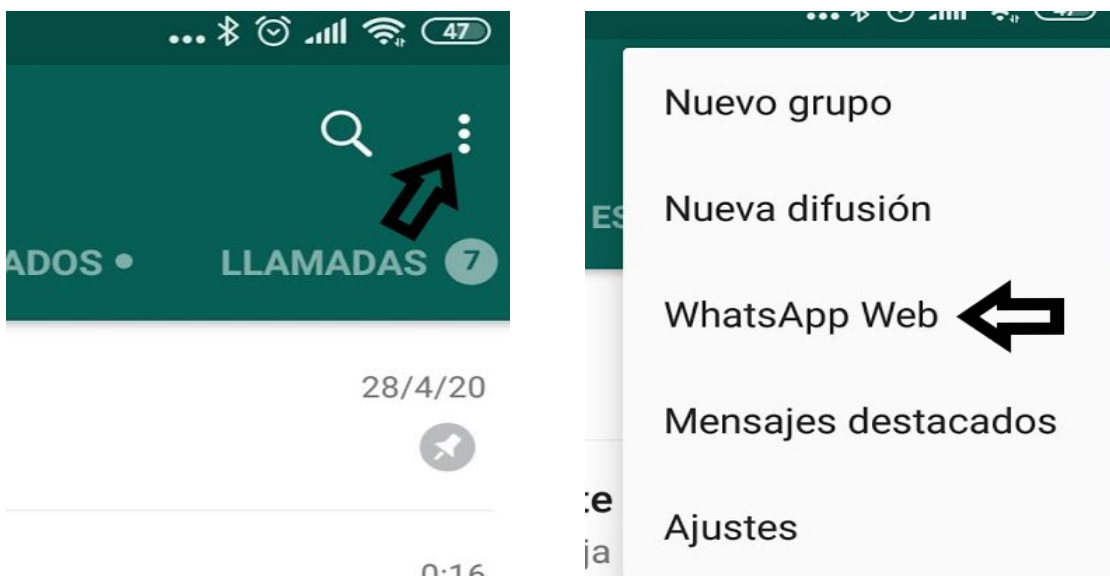 47
ADOS •
LLAMADAS 7
28/4/20
0:16
Nuevo grupo
ES
Nueva difusión
WhatsApp Web
Mensajes destacados
te
ja
Ajustes